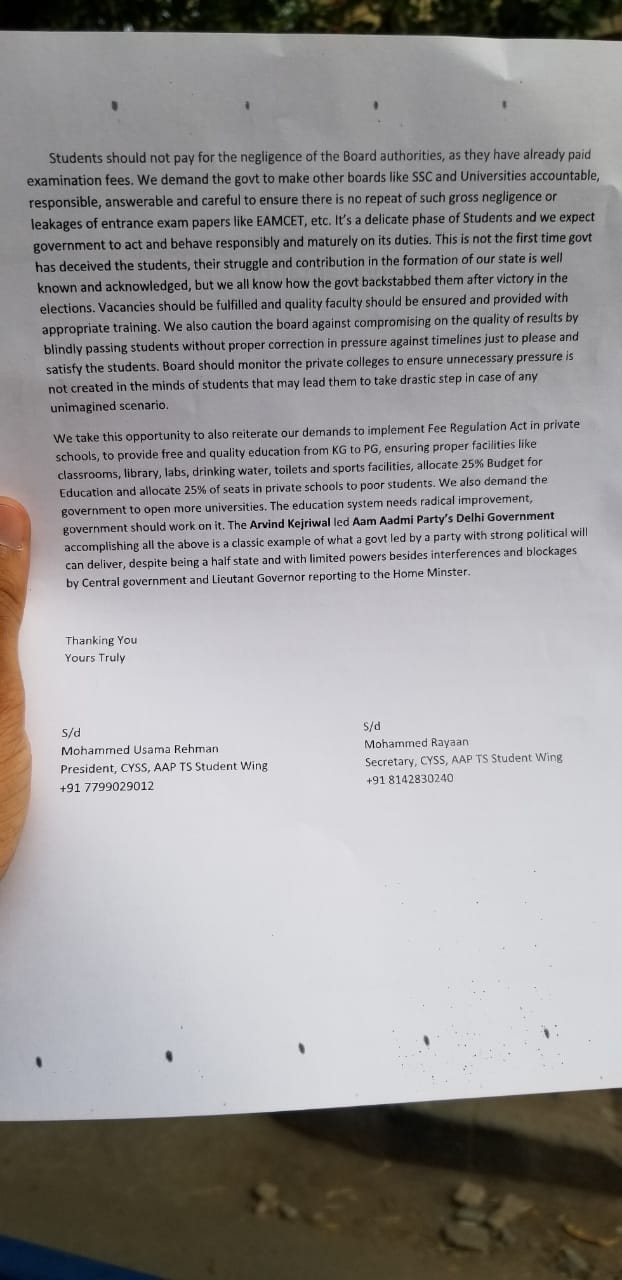 Students should not pay for the negligence of the Board authorities, as they have already paid
examination fees. We demand the govt to make other boards like SSC and Universities accountable,
responsible, answerable and careful to ensure there is no repeat of such gross negligence or
leakages of entrance exam papers like EAMCET, etc. It's a delicate phase of Students and we expect
government to act and behave responsibly and maturely on its duties. This is not the first time govt
has deceived the students, their struggle and contribution in the formation of our state is well
known and acknowledged, but we all know how the govt backstabbed them after victory in the
elections. Vacancies should be fulfilled and quality faculty should be ensured and provided with
appropriate training. We also caution the board against compromising on the quality of results by
blindly passing students without proper correction in pressure against timelines just to please and
satisfy the students. Board should monitor the private colleges to ensure unnecessary pressure is
not created in the minds of students that may lead them to take drastic step in case of any
unimagined scenario.
We take this opportunity to also reiterate our demands to implement Fee Regulation Act in private
schools, to provide free and quality education from KG to PG, ensuring proper facilities like
classrooms, library, labs, drinking water, toilets and sports facilities, allocate 25% Budget for
Education and allocate 25% of seats in private schools to poor students. We also demand the
government to open more universities. The education system needs radical improvement,
government should work on it. The Arvind Kejriwal led Aam Aadmi Party's Delhi Government
accomplishing all the above is a classic example of what a govt led by a party with strong political will
can deliver, despite being a half state and with limited powers besides interferences and blockages
by Central government and Lieutant Governor reporting to the Home Minster.
Thanking You
Yours Truly
S/d
Mohammed Usama Rehman
President, CYSS, AAP TS Student Wing
+91 7799029012
S/d
Mohammed Rayaan
Secretary, CYSS, AAP TS Student Wing
+91 8142830240